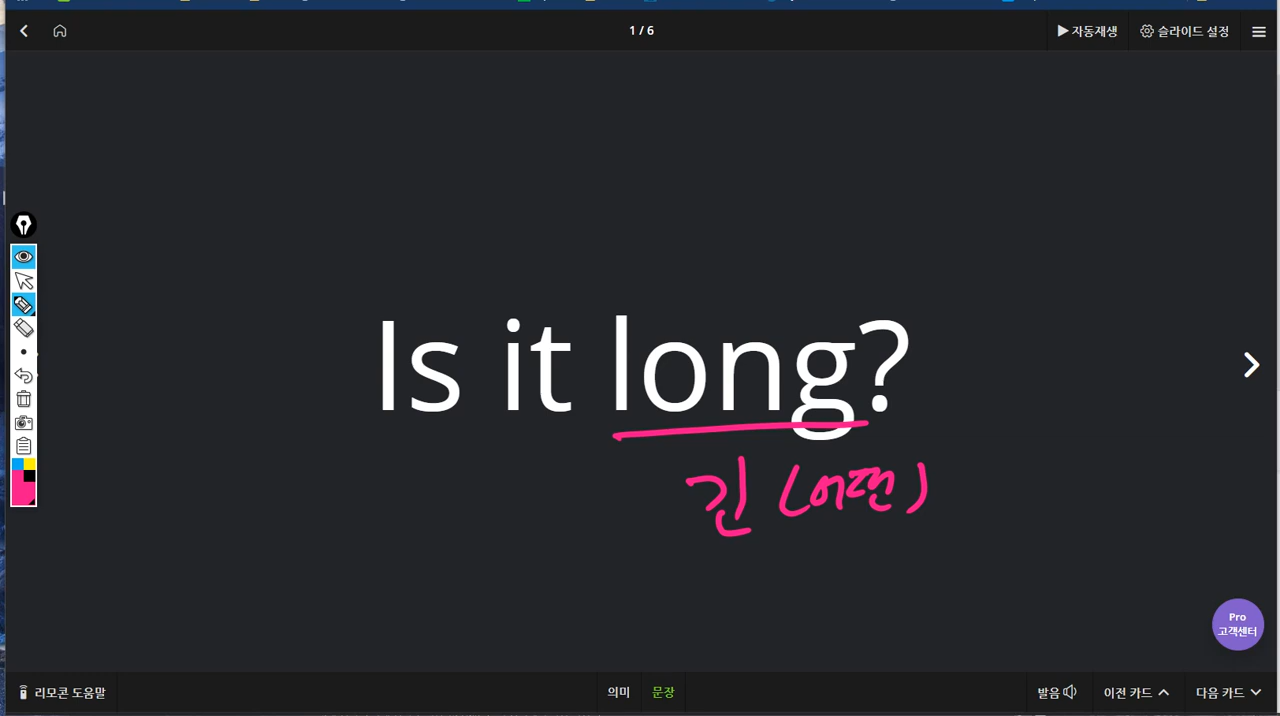 1 / 6
자동재생
슬라이드 설정
Is it long?
긴 (어떤)
Pro
고객센터
리모콘 도움말
의미
문장
발음
이전 카드
다음 카드